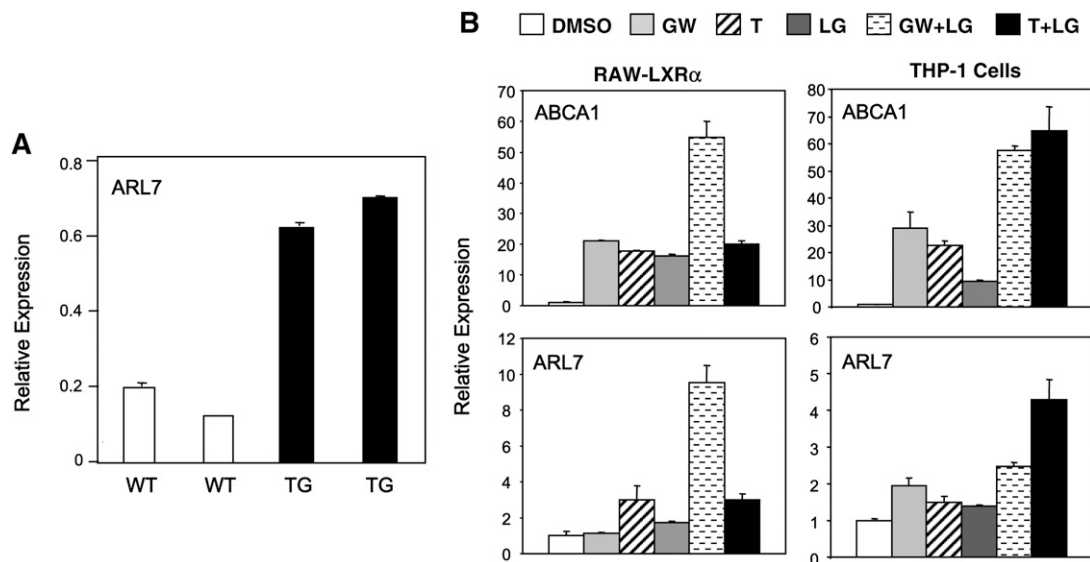 A
Relative Expression
0.8
0.6
0.4
0.2
0
ARL7
WT WT TG TG
B
DMSO GW T LG GW+LG T+LG
RAW-LXRα
Relative Expression
70
60
50
40
30
20
10
0
ABCA1
THP-1 Cells
80
70
60
50
40
30
20
10
0
ABCA1
Relative Expression
12
10
8
6
4
2
0
ARL7
6
5
4
3
2
1
0
ARL7